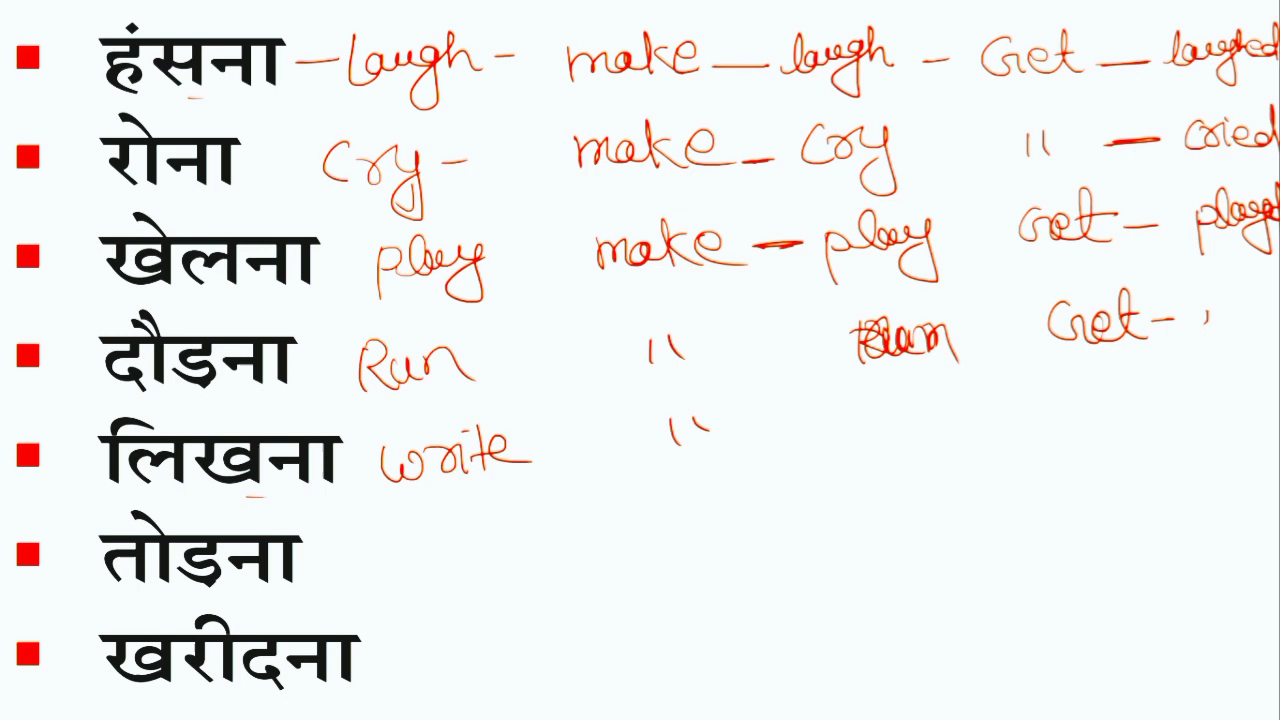 हंसना – Laugh – make – laugh – Get – laughed
रोना Cry – make – Cry " – cried
खेलना Play make – play Get – played
दौड़ना Run " Run Get –
लिखना write "
तोड़ना
खरीदना